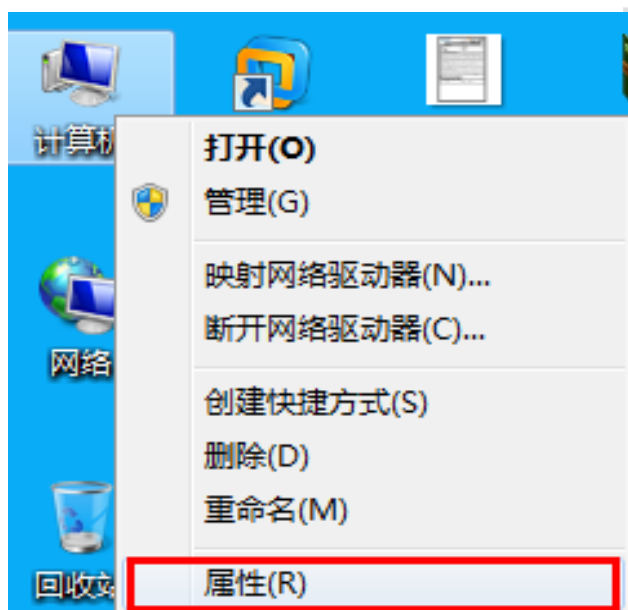 计算机
打开(O)
管理(G)
映射网络驱动器(N)...
断开网络驱动器(C)...
网络
创建快捷方式(S)
删除(D)
重命名(M)
回收站
属性(R)